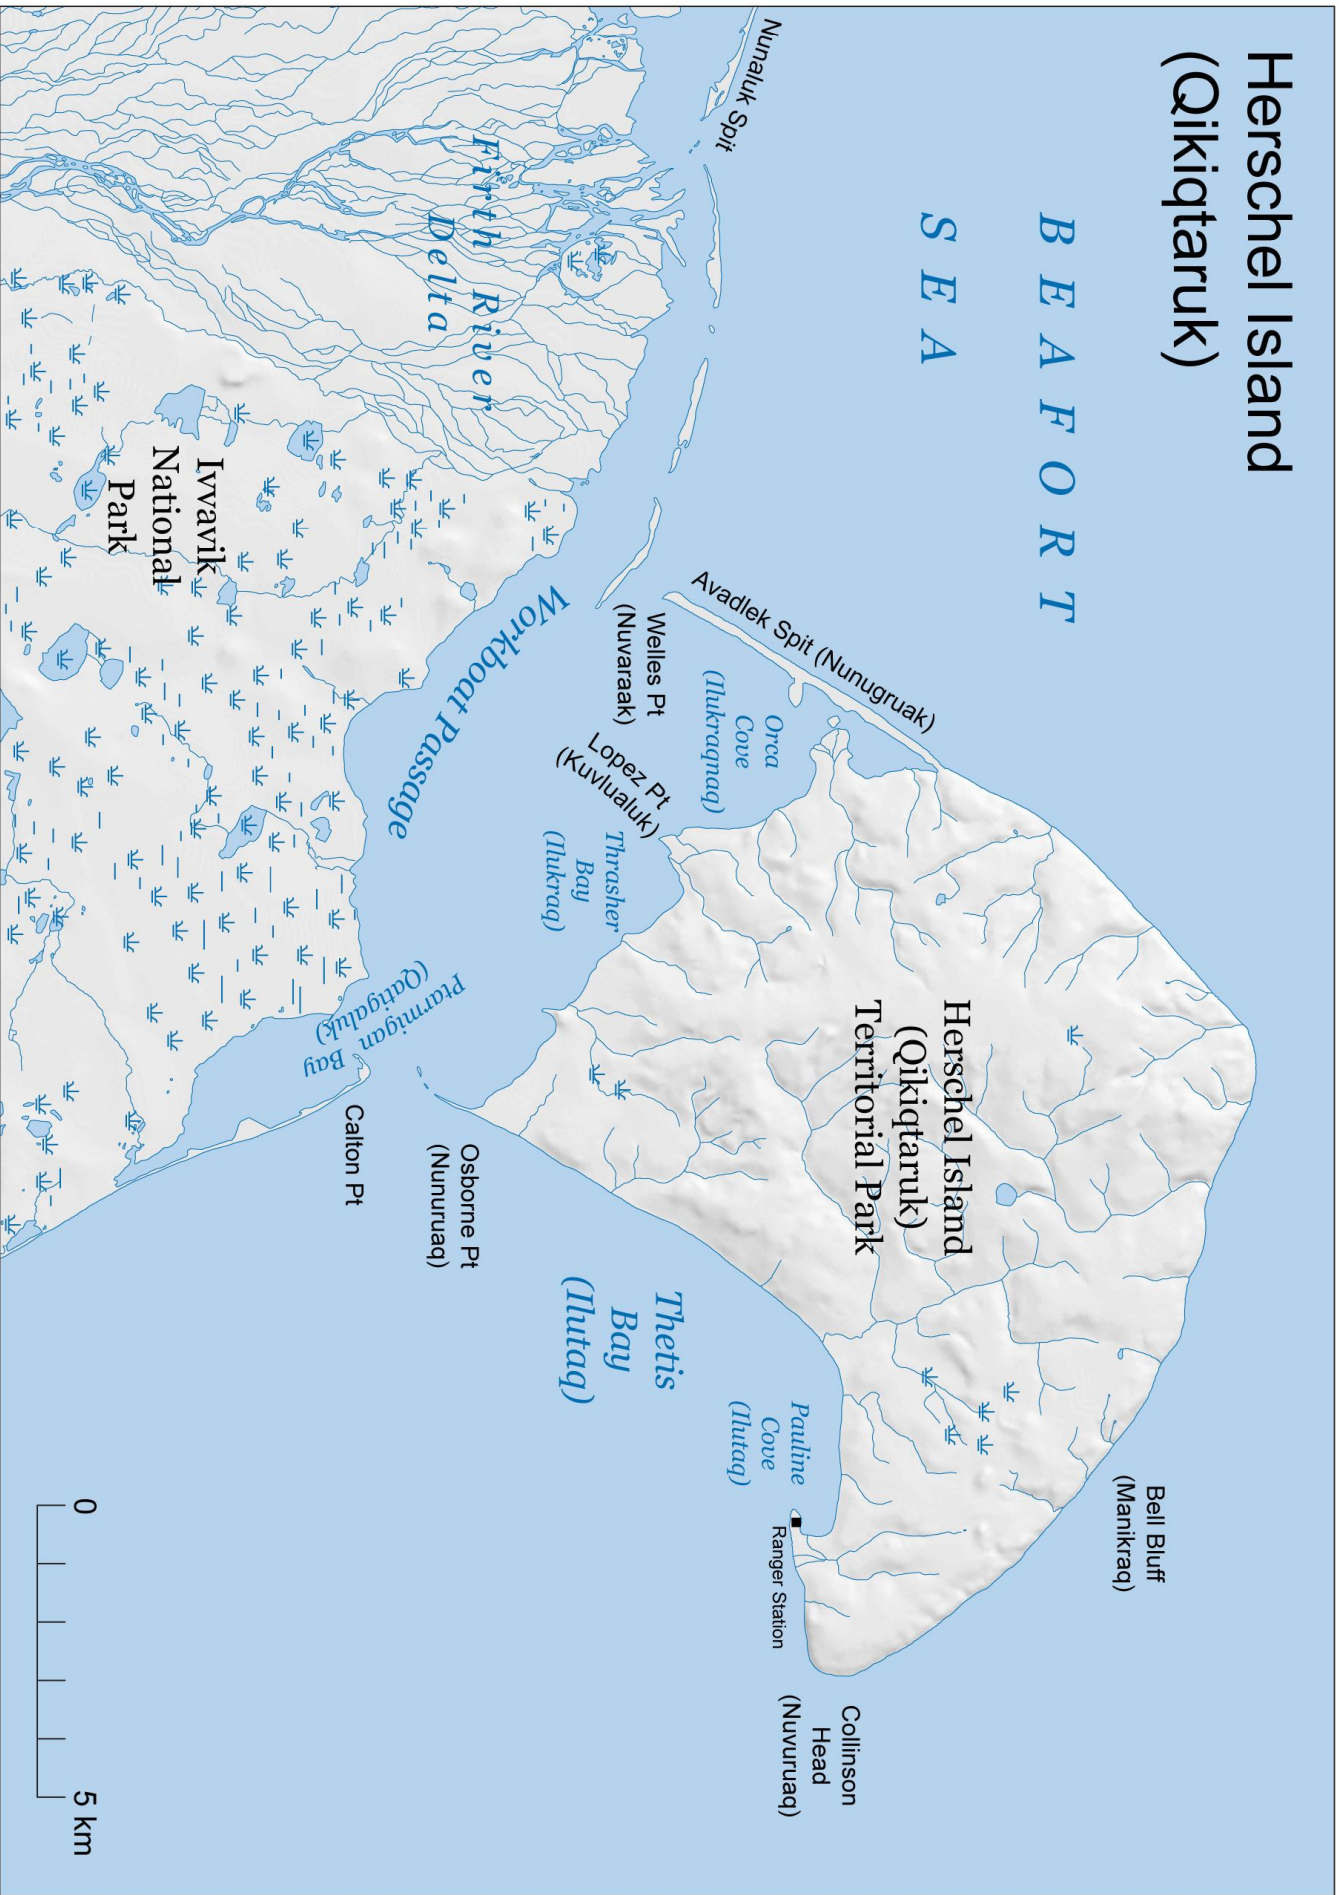 Herschel Island
(Qikiqtaruk)
BEAFORT
SEA
Nunaluk Spit
Firth River
Delta
Avadlek Spit (Nunugruak)
Welles Pt
(Nuvaraak)
Orca
Cove
(Ilukraqnaq)
Lopez Pt
(Kuvlualuk)
Thrasher
Bay
(Ilukraq)
Workboat Passage
Ivvavik
National
Park
Herschel Island
(Qikiqtaruk)
Territorial Park
Ptarmigan Bay
(Qatigaluk)
Calton Pt
Osborne Pt
(Nunuruaq)
Thetis
Bay
(Ilutaq)
Pauline
Cove
(Ilutaq)
Ranger Station
Bell Bluff
(Manikraq)
Collinson
Head
(Nuvuruaq)
0 5 km